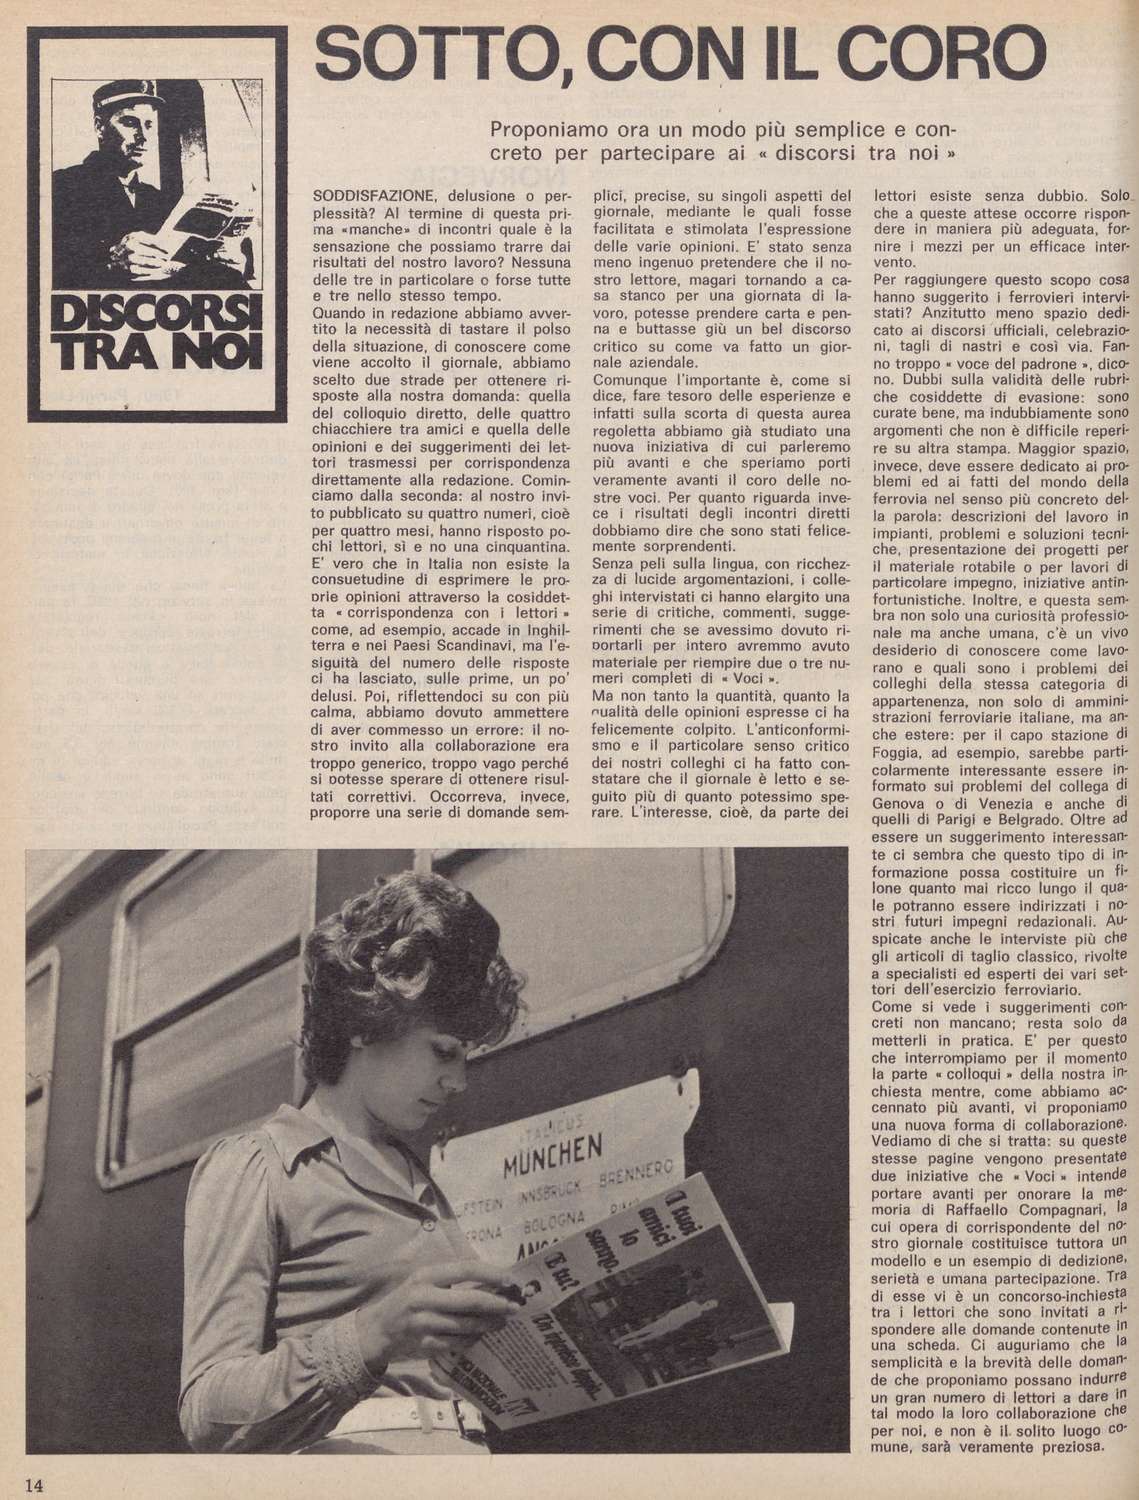 SOTTO, CON IL CORO
DISCORSI
TRA NOI
Proponiamo ora un modo più semplice e con-
creto per partecipare ai « discorsi tra noi »
SODDISFAZIONE, delusione o per-
plessità? Al termine di questa pri-
ma «manche» di incontri quale è la
sensazione che possiamo trarre dai
risultati del nostro lavoro? Nessuna
delle tre in particolare o forse tutte
e tre nello stesso tempo.
Quando in redazione abbiamo avver-
tito la necessità di tastare il polso
della situazione, di conoscere come
viene accolto il giornale, abbiamo
scelto due strade per ottenere ri-
sposte alla nostra domanda: quella
del colloquio diretto, delle quattro
chiacchiere tra amici e quella delle
opinioni e dei suggerimenti dei let-
tori trasmessi per corrispondenza
direttamente alla redazione. Comin-
ciamo dalla seconda: al nostro invi-
to pubblicato su quattro numeri, cioè
per quattro mesi, hanno risposto po-
chi lettori, sì e no una cinquantina.
E' vero che in Italia non esiste la
consuetudine di esprimere le pro-
prie opinioni attraverso la cosiddet-
ta « corrispondenza con i lettori »
come, ad esempio, accade in Inghil-
terra e nei Paesi Scandinavi, ma l'e-
siguità del numero delle risposte
ci ha lasciato, sulle prime, un po'
delusi. Poi, riflettendoci su con più
calma, abbiamo dovuto ammettere
di aver commesso un errore: il no-
stro invito alla collaborazione era
troppo generico, troppo vago perché
si potesse sperare di ottenere risul-
tati correttivi. Occorreva, invece,
proporre una serie di domande sem-
plici, precise, su singoli aspetti del
giornale, mediante le quali fosse
facilitata e stimolata l'espressione
delle varie opinioni. E' stato senza
meno ingenuo pretendere che il no-
stro lettore, magari tornando a ca-
sa stanco per una giornata di la-
voro, potesse prendere carta e pen-
na e buttasse giù un bel discorso
critico su come va fatto un gior-
nale aziendale.
Comunque l'importante è, come si
dice, fare tesoro delle esperienze e
infatti sulla scorta di questa aurea
regoletta abbiamo già studiato una
nuova iniziativa di cui parleremo
più avanti e che speriamo porti
veramente avanti il coro delle no-
stre voci. Per quanto riguarda inve-
ce i risultati degli incontri diretti
dobbiamo dire che sono stati felice-
mente sorprendenti.
Senza peli sulla lingua, con ricchez-
za di lucide argomentazioni, i colle-
ghi intervistati ci hanno elargito una
serie di critiche, commenti, sugge-
rimenti che se avessimo dovuto ri-
portarli per intero avremmo avuto
materiale per riempire due o tre nu-
meri completi di « Voci ».
Ma non tanto la quantità, quanto la
qualità delle opinioni espresse ci ha
felicemente colpito. L'anticonformi-
smo e il particolare senso critico
dei nostri colleghi ci ha fatto con-
statare che il giornale è letto e se-
guito più di quanto potessimo spe-
rare. L'interesse, cioè, da parte dei
lettori esiste senza dubbio. Solo
che a queste attese occorre rispon-
dere in maniera più adeguata, for-
nire i mezzi per un efficace inter-
vento.
Per raggiungere questo scopo cosa
hanno suggerito i ferrovieri intervi-
stati? Anzitutto meno spazio dedi-
cato ai discorsi ufficiali, celebrazio-
ni, tagli di nastri e così via. Fan-
no troppo « voce del padrone », dico-
no. Dubbi sulla validità delle rubri-
che cosiddette di evasione: sono
curate bene, ma indubbiamente sono
argomenti che non è difficile reperi-
re su altra stampa. Maggior spazio,
invece, deve essere dedicato ai pro-
blemi ed ai fatti del mondo della
ferrovia nel senso più concreto del-
la parola: descrizioni del lavoro in
impianti, problemi e soluzioni tecni-
che, presentazione dei progetti per
il materiale rotabile o per lavori di
particolare impegno, iniziative antin-
fortunistiche. Inoltre, e questa sem-
bra non solo una curiosità professio-
nale ma anche umana, c'è un vivo
desiderio di conoscere come lavo-
rano e quali sono i problemi dei
colleghi della stessa categoria di
appartenenza, non solo di ammini-
strazioni ferroviarie italiane, ma an-
che estere: per il capo stazione di
Foggia, ad esempio, sarebbe parti-
colarmente interessante essere in-
formato sui problemi del collega di
Genova o di Venezia e anche di
quelli di Parigi e Belgrado. Oltre ad
essere un suggerimento interessan-
te ci sembra che questo tipo di in-
formazione possa costituire un fi-
lone quanto mai ricco lungo il qua-
le potranno essere indirizzati i no-
stri futuri impegni redazionali. Au-
spicate anche le interviste più che
gli articoli di taglio classico, rivolte
a specialisti ed esperti dei vari set-
tori dell'esercizio ferroviario.
Come si vede i suggerimenti con-
creti non mancano; resta solo da
metterli in pratica. E' per questo
che interrompiamo per il momento
la parte « colloqui » della nostra in-
chiesta mentre, come abbiamo ac-
cennato più avanti, vi proponiamo
una nuova forma di collaborazione.
Vediamo di che si tratta: su queste
stesse pagine vengono presentate
due iniziative che « Voci » intende
portare avanti per onorare la me-
moria di Raffaello Compagnari, la
cui opera di corrispondente del no-
stro giornale costituisce tuttora un
modello e un esempio di dedizione,
serietà e umana partecipazione. Tra
di esse vi è un concorso-inchiesta
tra i lettori che sono invitati a ri-
spondere alle domande contenute in
una scheda. Ci auguriamo che la
semplicità e la brevità delle doman-
de che proponiamo possano indurre
un gran numero di lettori a dare in
tal modo la loro collaborazione che
per noi, e non è il solito luogo co-
mune, sarà veramente preziosa.
ITALICUS
MÜNCHEN
INNSBRUCK BRENNERO
BOLOGNA
A tuoi
amici
lo
sanno.
E tu?
14